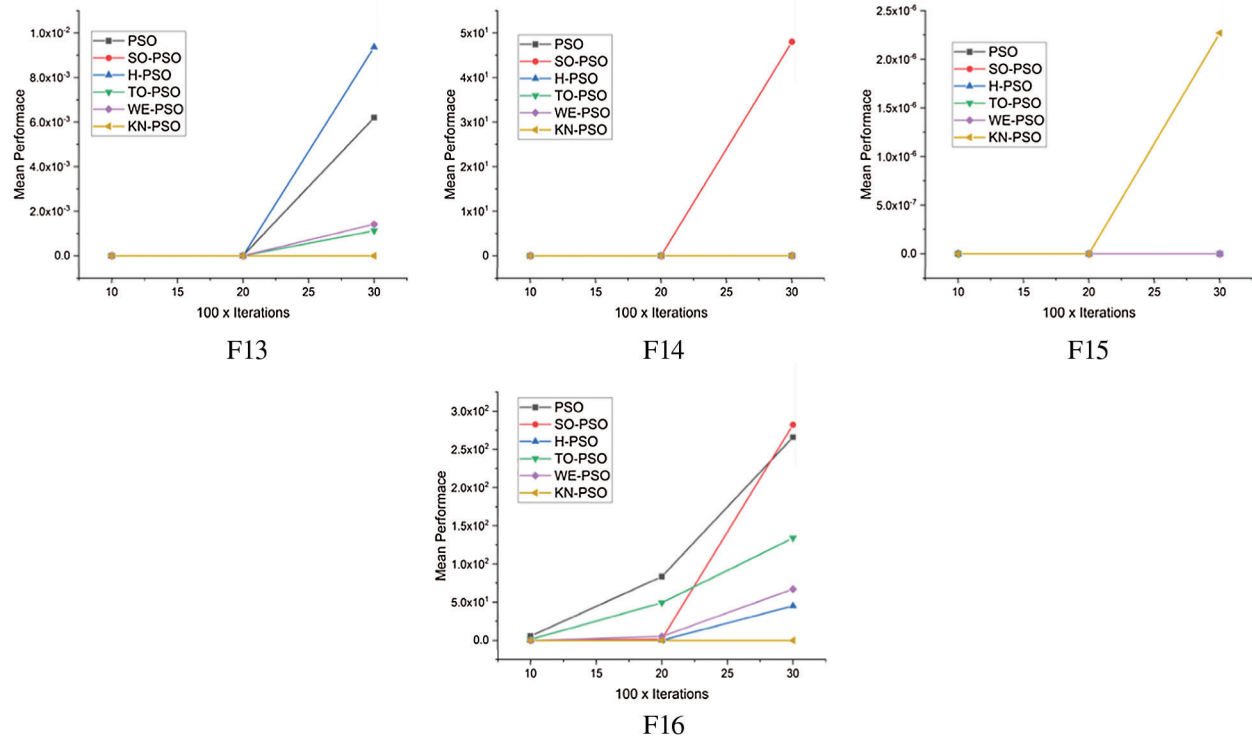 1.0x10⁻²
8.0x10⁻³
6.0x10⁻³
4.0x10⁻³
2.0x10⁻³
0.0
Mean Performace
PSO
SO-PSO
H-PSO
TO-PSO
WE-PSO
KN-PSO
10 15 20 25 30
100 x Iterations
F13
5x10¹
4x10¹
3x10¹
2x10¹
1x10¹
0
Mean Performace
PSO
SO-PSO
H-PSO
TO-PSO
WE-PSO
KN-PSO
10 15 20 25 30
100 x Iterations
F14
2.5x10⁻⁶
2.0x10⁻⁶
1.5x10⁻⁶
1.0x10⁻⁶
5.0x10⁻⁷
0.0
Mean Performace
PSO
SO-PSO
H-PSO
TO-PSO
WE-PSO
KN-PSO
10 15 20 25 30
100 x Iterations
F15
3.0x10²
2.5x10²
2.0x10²
1.5x10²
1.0x10²
5.0x10¹
0.0
Mean Performace
PSO
SO-PSO
H-PSO
TO-PSO
WE-PSO
KN-PSO
10 15 20 25 30
100 x Iterations
F16